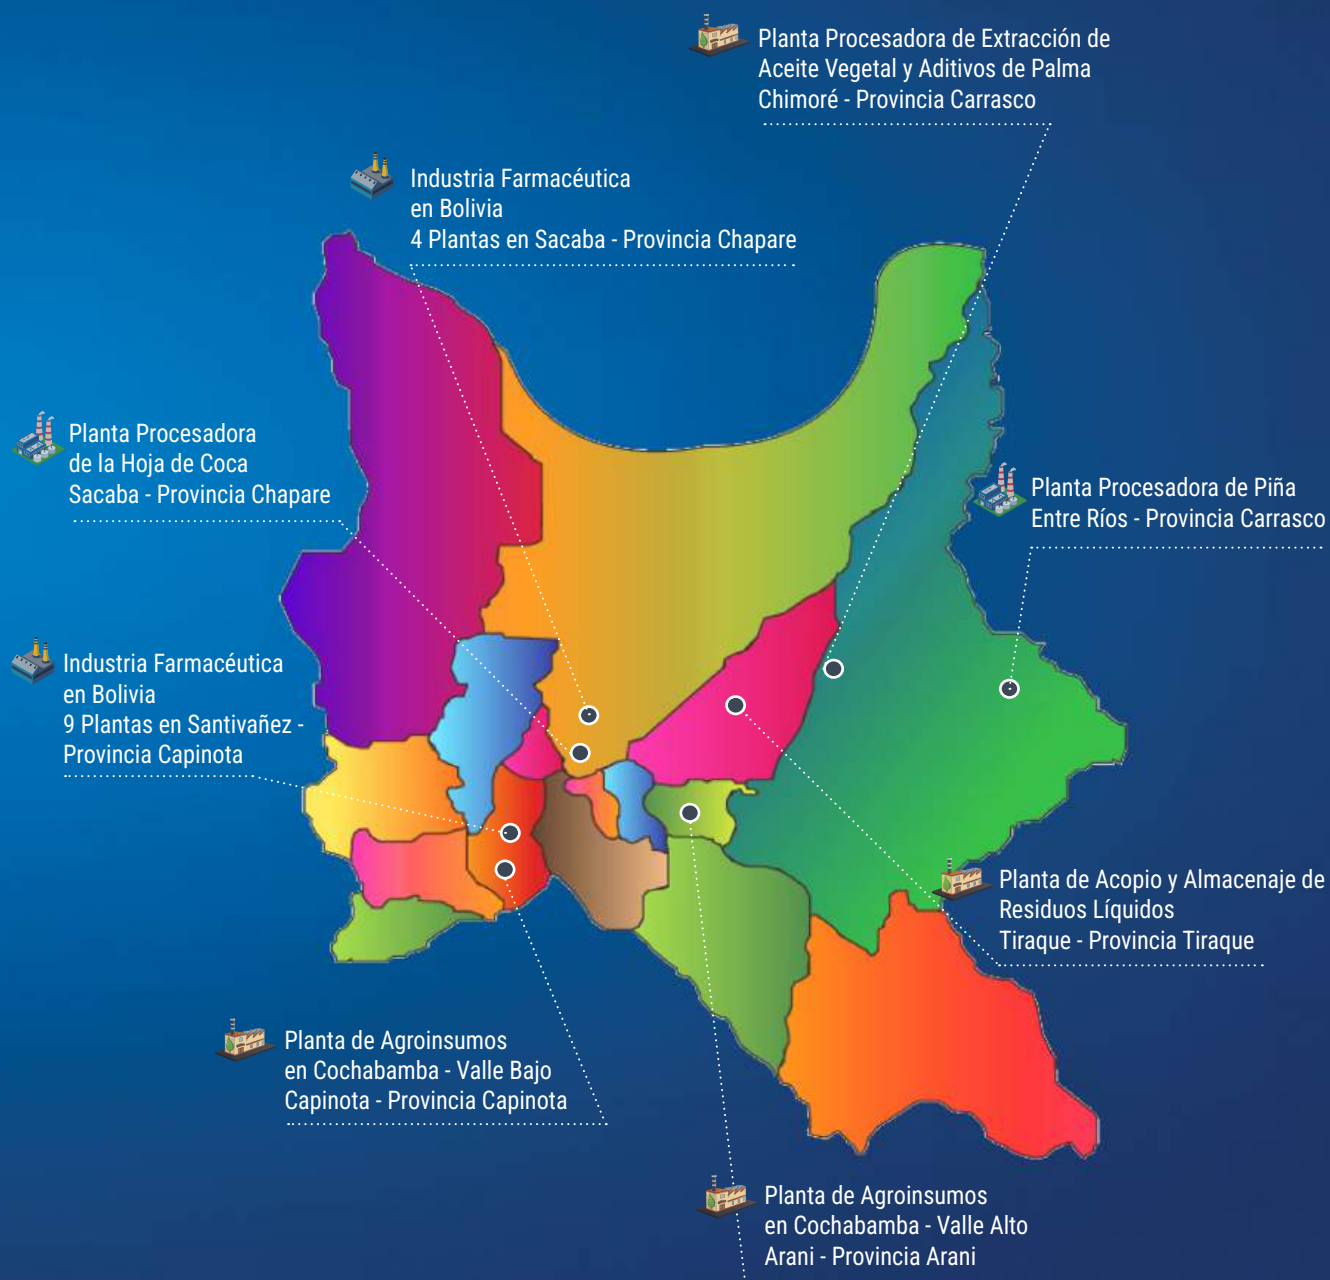 Planta Procesadora de Extracción de
Aceite Vegetal y Aditivos de Palma
Chimoré - Provincia Carrasco
Industria Farmacéutica
en Bolivia
4 Plantas en Sacaba - Provincia Chapare
Planta Procesadora
de la Hoja de Coca
Sacaba - Provincia Chapare
Planta Procesadora de Piña
Entre Ríos - Provincia Carrasco
Industria Farmacéutica
en Bolivia
9 Plantas en Santivañez -
Provincia Capinota
Planta de Acopio y Almacenaje de
Residuos Líquidos
Tiraque - Provincia Tiraque
Planta de Agroinsumos
en Cochabamba - Valle Bajo
Capinota - Provincia Capinota
Planta de Agroinsumos
en Cochabamba - Valle Alto
Arani - Provincia Arani